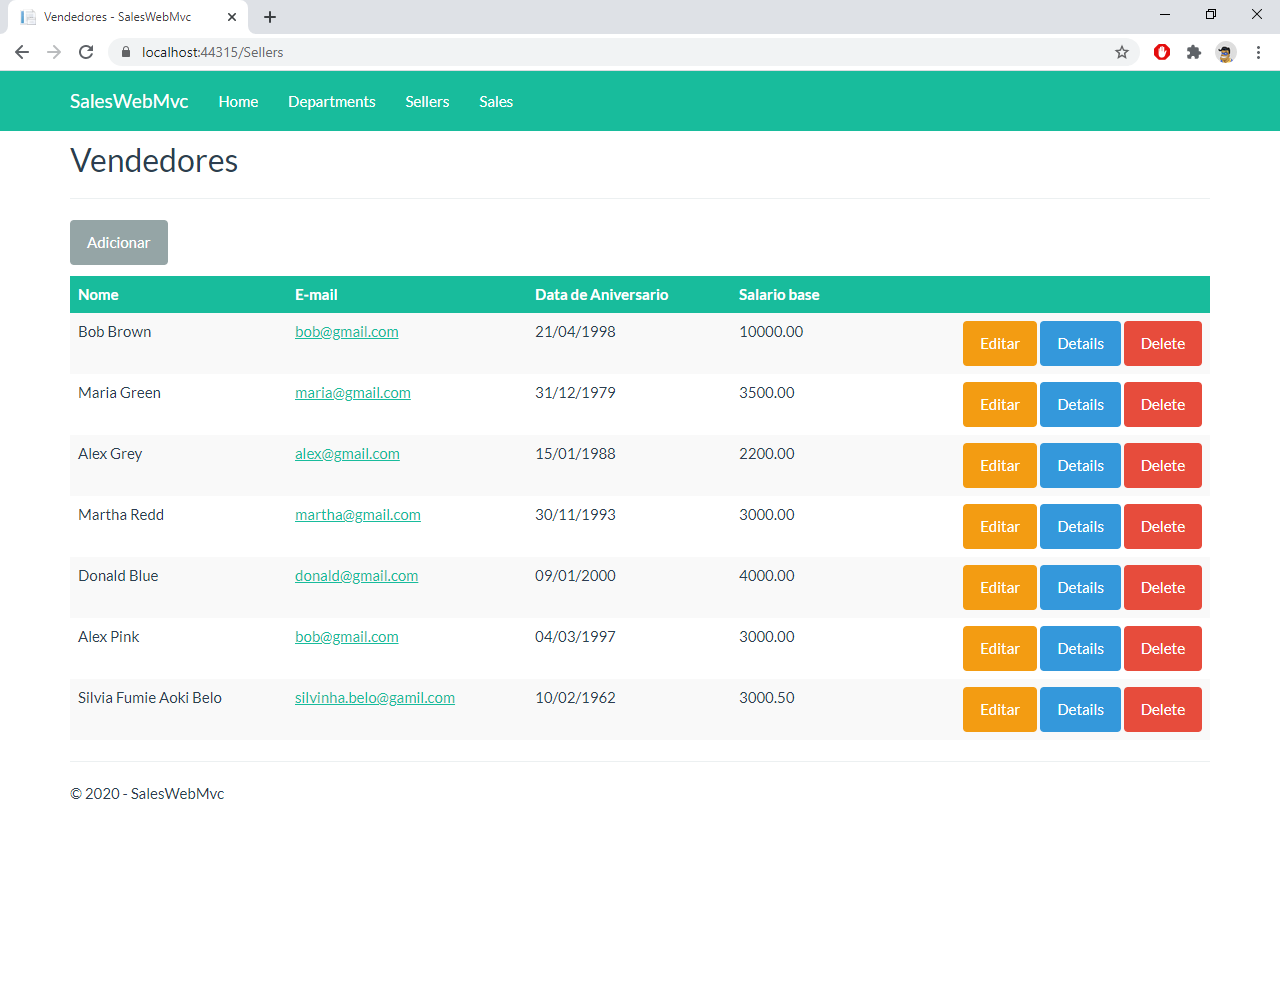 Vendedores - SalesWebMvc
localhost:44315/Sellers
SalesWebMvc Home Departments Sellers Sales
Vendedores
Adicionar
Nome E-mail Data de Aniversario Salario base
Bob Brown bob@gmail.com 21/04/1998 10000.00 Editar Details Delete
Maria Green maria@gmail.com 31/12/1979 3500.00 Editar Details Delete
Alex Grey alex@gmail.com 15/01/1988 2200.00 Editar Details Delete
Martha Redd martha@gmail.com 30/11/1993 3000.00 Editar Details Delete
Donald Blue donald@gmail.com 09/01/2000 4000.00 Editar Details Delete
Alex Pink bob@gmail.com 04/03/1997 3000.00 Editar Details Delete
Silvia Fumie Aoki Belo silvinha.belo@gamil.com 10/02/1962 3000.50 Editar Details Delete
© 2020 - SalesWebMvc